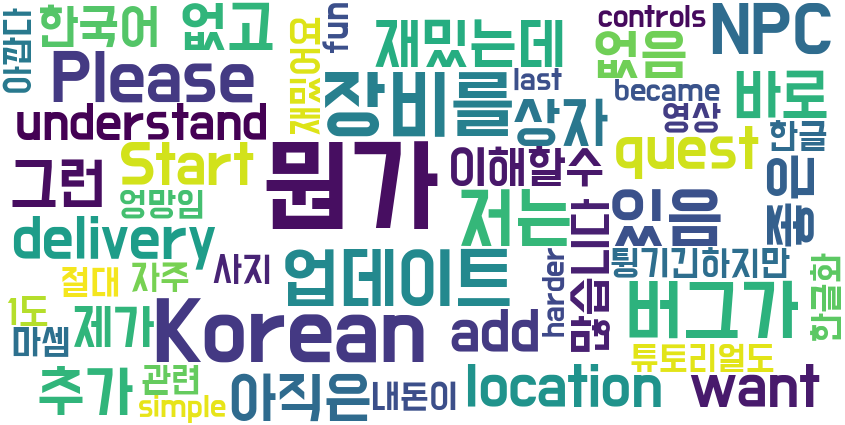 아깝다
한국어
없고
재밌어요
fun
재밌는데
controls
없음
NPC
Please
장비를
last
상자
became
영상
바로
understand
한글
그런
Start
뭔가
이해할수
quest
좋은
엉망임
저는
있음
delivery
많습니다
절대
자주
사지
업데이트
harder
튕기긴하지만
한글화
1도
마셈
제가
Korean
add
버그가
튜토리얼도
추가
관련
simple
아직은
내돈이
location
want